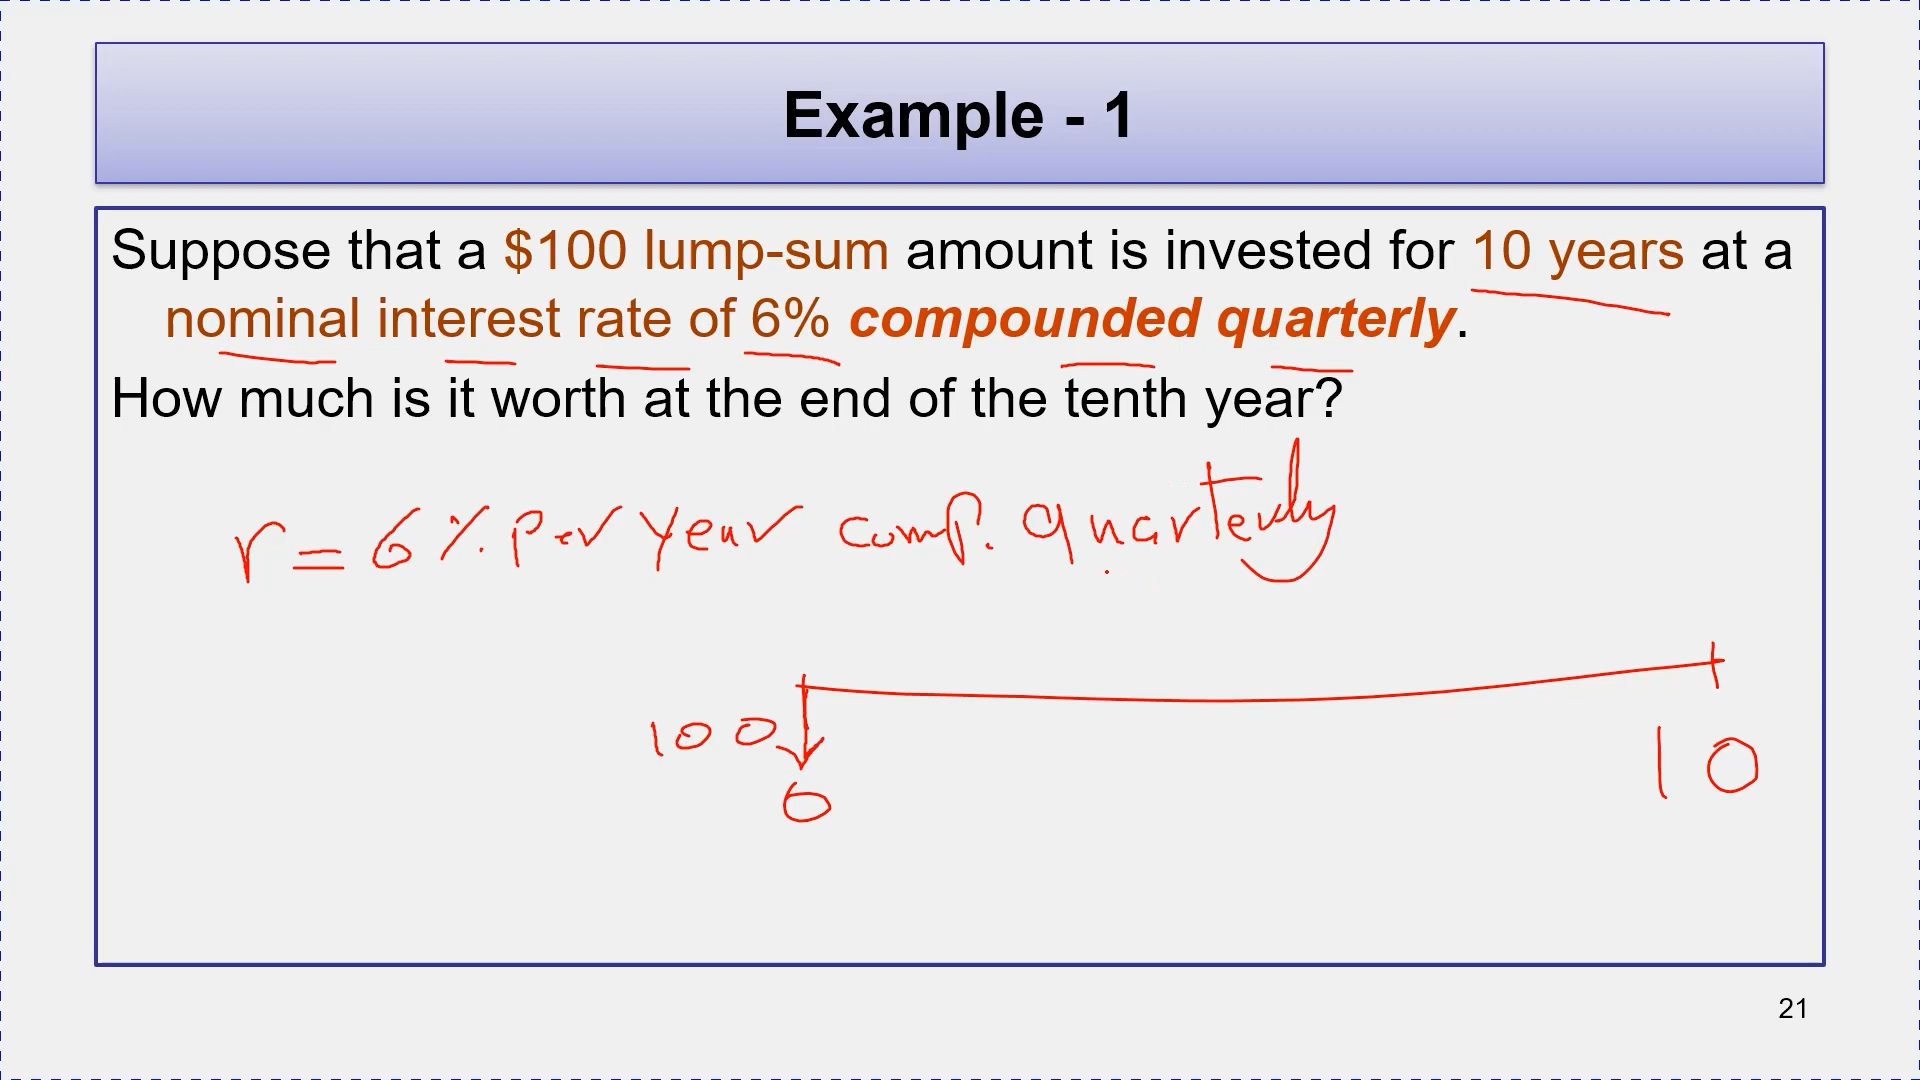 Example - 1
Suppose that a $100 lump-sum amount is invested for 10 years at a
nominal interest rate of 6% compounded quarterly.
How much is it worth at the end of the tenth year?
r = 6 % per year comp. quarterly
100
0
10
21